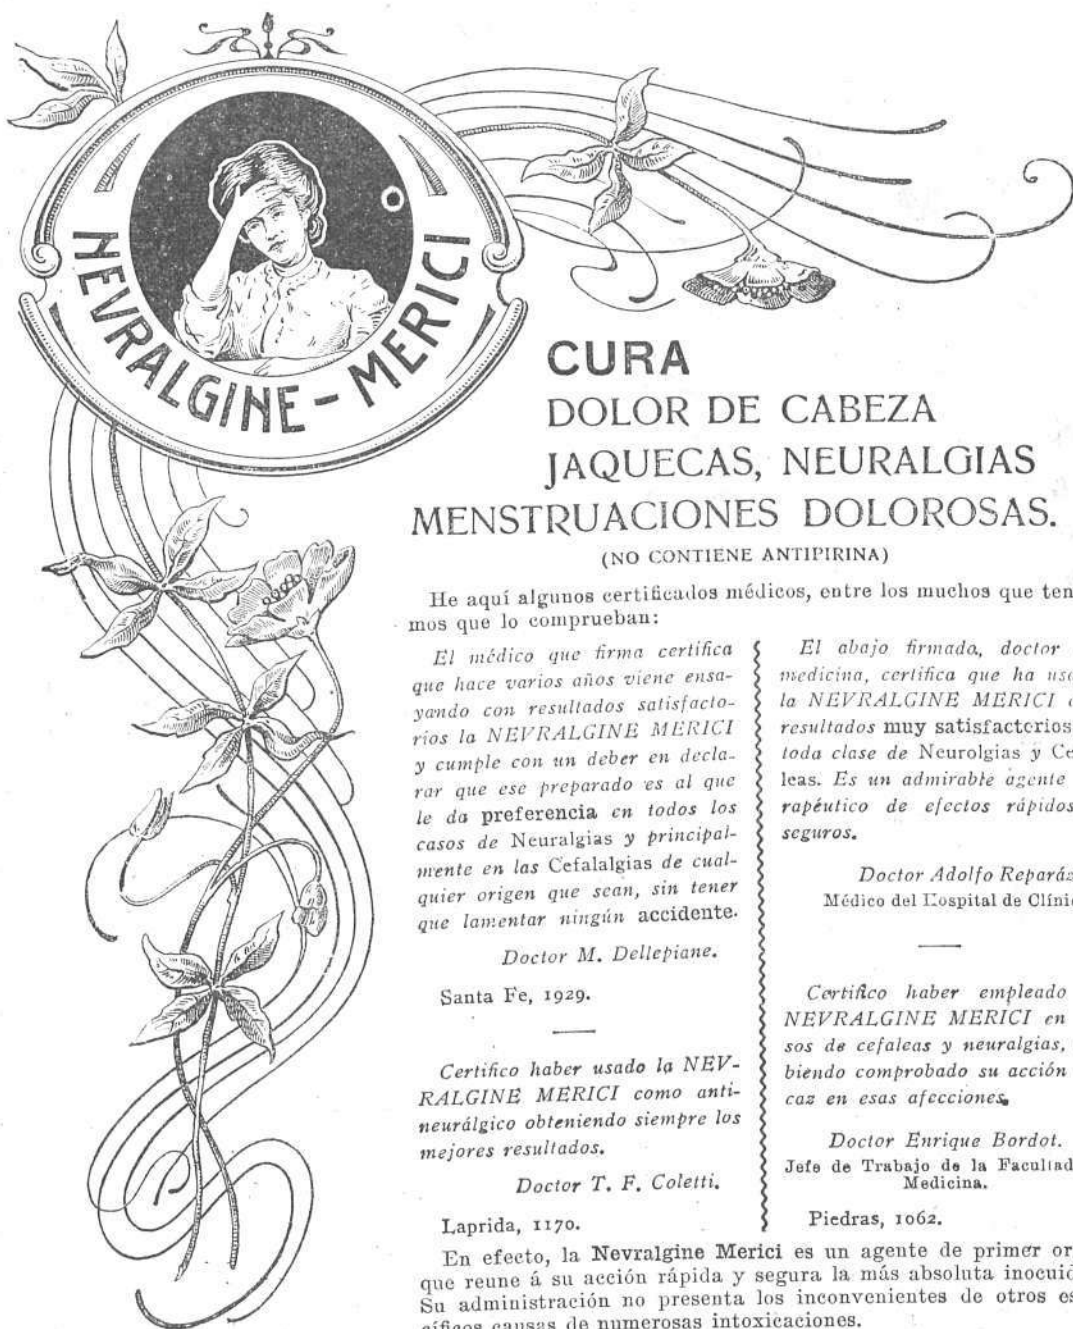 NEVRALGINE - MERICI
CURA
DOLOR DE CABEZA
JAQUECAS, NEURALGIAS
MENSTRUACIONES DOLOROSAS.
(NO CONTIENE ANTIPIRINA)
He aquí algunos certificados médicos, entre los muchos que ten
mos que lo comprueban:
El médico que firma certifica
que hace varios años viene ensa-
yando con resultados satisfacto-
rios la NEVRALGINE MERICI
y cumple con un deber en decla-
rar que ese preparado es al que
le da preferencia en todos los
casos de Neuralgias y principal-
mente en las Cefalalgias de cual-
quier origen que sean, sin tener
que lamentar ningún accidente.
Doctor M. Dellepiane.
Santa Fe, 1929.
Certifico haber usado la NEV-
RALGINE MERICI como anti-
neurálgico obteniendo siempre los
mejores resultados.
Doctor T. F. Coletti.
Laprida, 1170.
El abajo firmado, doctor
medicina, certifica que ha us
la NEVRALGINE MERICI
resultados muy satisfactorios
toda clase de Neurolgias y Ce
leas. Es un admirable agente
rapéutico de efectos rápidos
seguros.
Doctor Adolfo Reparáz
Médico del Hospital de Clíni
Certifico haber empleado
NEVRALGINE MERICI en
sos de cefaleas y neuralgias,
biendo comprobado su acción
caz en esas afecciones.
Doctor Enrique Bordot.
Jefe de Trabajo de la Facultad
Medicina.
Piedras, 1062.
En efecto, la Nevralgine Merici es un agente de primer or
que reune á su acción rápida y segura la más absoluta inocuid
Su administración no presenta los inconvenientes de otros es
cíficos causas de numerosas intoxicaciones.